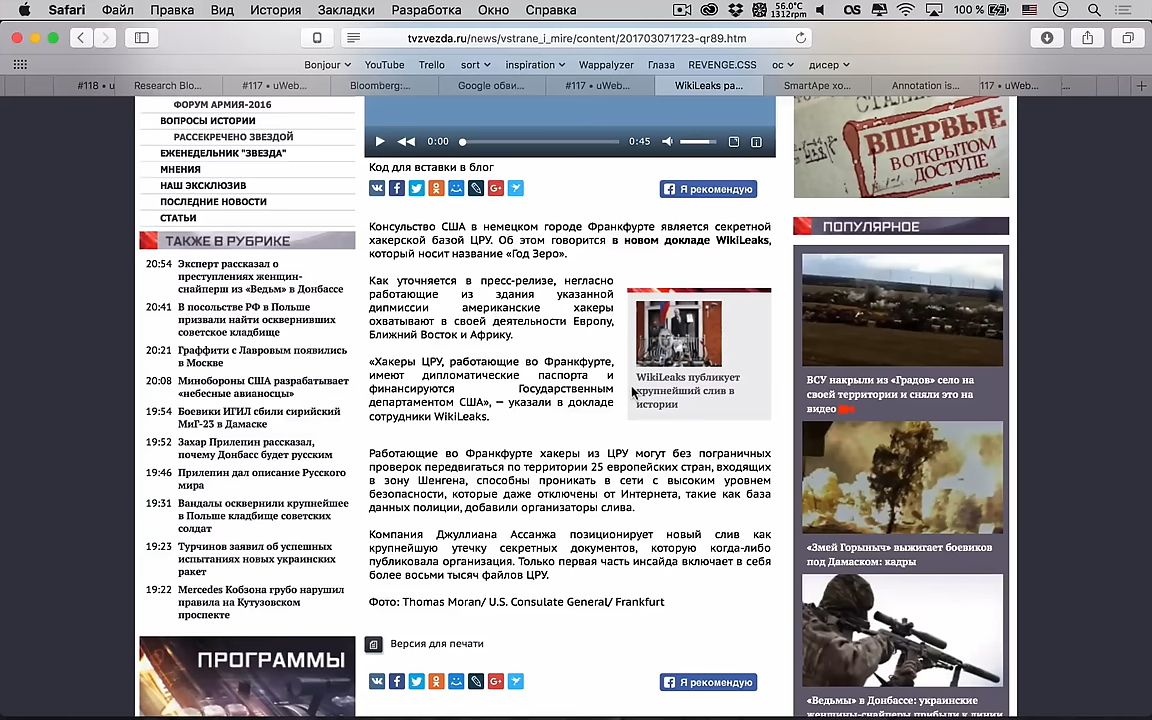 Safari Файл Правка Вид История Закладки Разработка Окно Справка
56.0°C
1312rpm
100 %
tvzvezda.ru/news/vstrane_i_mire/content/201703071723-qr89.htm
Bonjour YouTube Trello sort inspiration Wappalyzer Глаза REVENGE.CSS ос дисер
#118 • u Research Blo... #117 • uWeb... Bloomberg:... Google обви... #117 • uWeb... WikiLeaks ра... SmartApe хо... Annotation is... 117 • uWeb...
ФОРУМ АРМИЯ-2016
ВОПРОСЫ ИСТОРИИ
РАССЕКРЕЧЕНО ЗВЕЗДОЙ
ЕЖЕНЕДЕЛЬНИК "ЗВЕЗДА"
МНЕНИЯ
НАШ ЭКСКЛЮЗИВ
ПОСЛЕДНИЕ НОВОСТИ
СТАТЬИ
ТАКЖЕ В РУБРИКЕ
20:54 Эксперт рассказал о
преступлениях женщин-
снайперш из «Ведьм» в Донбассе
20:41 В посольстве РФ в Польше
призвали найти осквернивших
советское кладбище
20:21 Граффити с Лавровым появились
в Москве
20:08 Минобороны США разрабатывает
«небесные авианосцы»
19:54 Боевики ИГИЛ сбили сирийский
МиГ-23 в Дамаске
19:52 Захар Прилепин рассказал,
почему Донбасс будет русским
19:46 Прилепин дал описание Русского
мира
19:31 Вандалы осквернили крупнейшее
в Польше кладбище советских
солдат
19:23 Турчинов заявил об успешных
испытаниях новых украинских
ракет
19:22 Mercedes Кобзона грубо нарушил
правила на Кутузовском
проспекте
ПРОГРАММЫ
0:00 0:45
Код для вставки в блог
Я рекомендую
Консульство США в немецком городе Франкфурте является секретной
хакерской базой ЦРУ. Об этом говорится в новом докладе WikiLeaks,
который носит название «Год Зеро».
Как уточняется в пресс-релизе, негласно
работающие из здания указанной
дипмиссии американские хакеры
охватывают в своей деятельности Европу,
Ближний Восток и Африку.
«Хакеры ЦРУ, работающие во Франкфурте,
имеют дипломатические паспорта и
финансируются Государственным
департаментом США», – указали в докладе
сотрудники WikiLeaks.
WikiLeaks публикует
крупнейший слив в
истории
Работающие во Франкфурте хакеры из ЦРУ могут без пограничных
проверок передвигаться по территории 25 европейских стран, входящих
в зону Шенгена, способны проникать в сети с высоким уровнем
безопасности, которые даже отключены от Интернета, такие как база
данных полиции, добавили организаторы слива.
Компания Джуллиана Ассанжа позиционирует новый слив как
крупнейшую утечку секретных документов, которую когда-либо
публиковала организация. Только первая часть инсайда включает в себя
более восьми тысяч файлов ЦРУ.
Фото: Thomas Moran/ U.S. Consulate General/ Frankfurt
Версия для печати
Я рекомендую
ВПЕРВЫЕ
В ОТКРЫТОМ
ДОСТУПЕ
ПОПУЛЯРНОЕ
ВСУ накрыли из «Градов» село на
своей территории и сняли это на
видео
«Змей Горыныч» выжигает боевиков
под Дамаском: кадры
«Ведьмы» в Донбассе: украинские
женщины-снайперы прибыли к линии